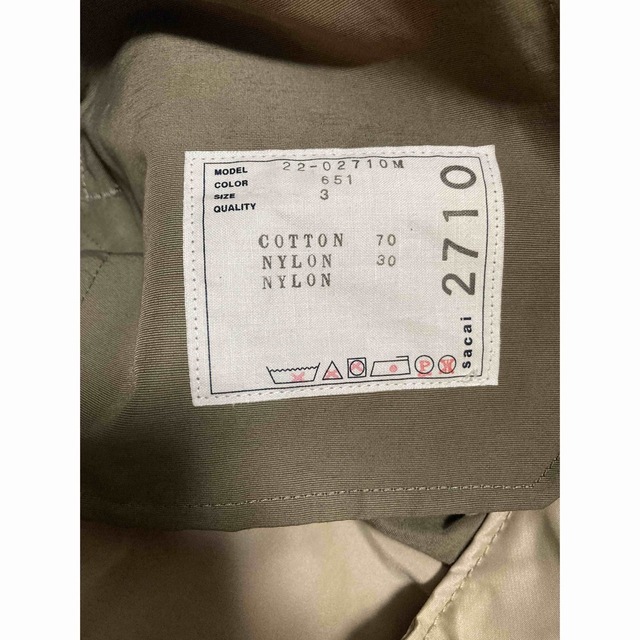 MODEL 22-02710M
COLOR 651
SIZE 3
QUALITY
COTTON 70
NYLON 30
NYLON
P W
sacai 2710